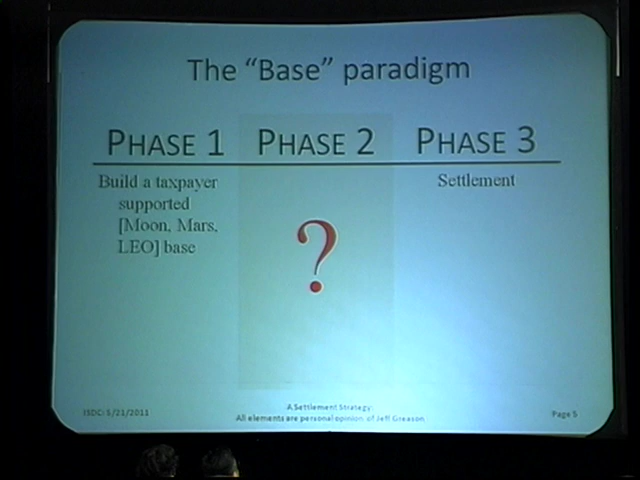 The “Base” paradigm
PHASE 1 PHASE 2 PHASE 3
Build a taxpayer
supported
[Moon, Mars,
LEO] base
?
Settlement
ISDC: 5/21/2011
A Settlement Strategy:
All elements are personal opinion of Jeff Greason
Page 5